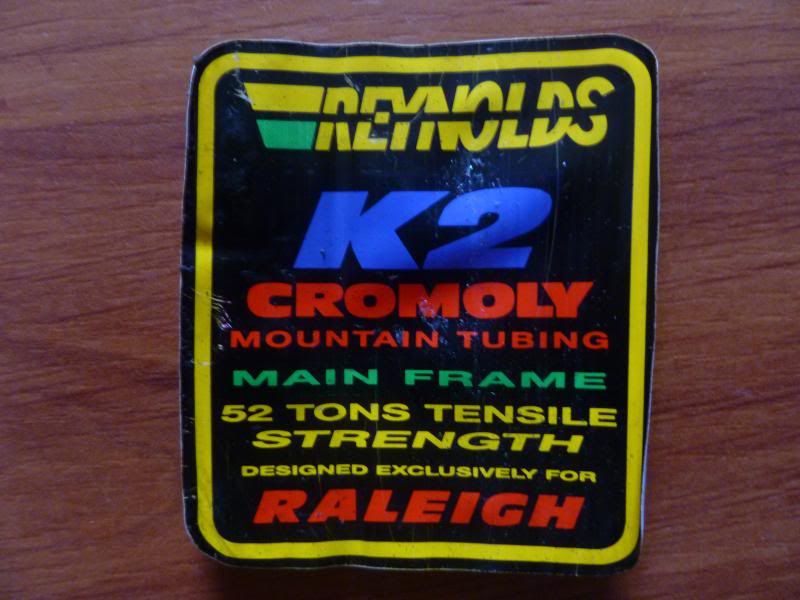 REYNOLDS
K2
CROMOLY
MOUNTAIN TUBING
MAIN FRAME
52 TONS TENSILE
STRENGTH
DESIGNED EXCLUSIVELY FOR
RALEIGH